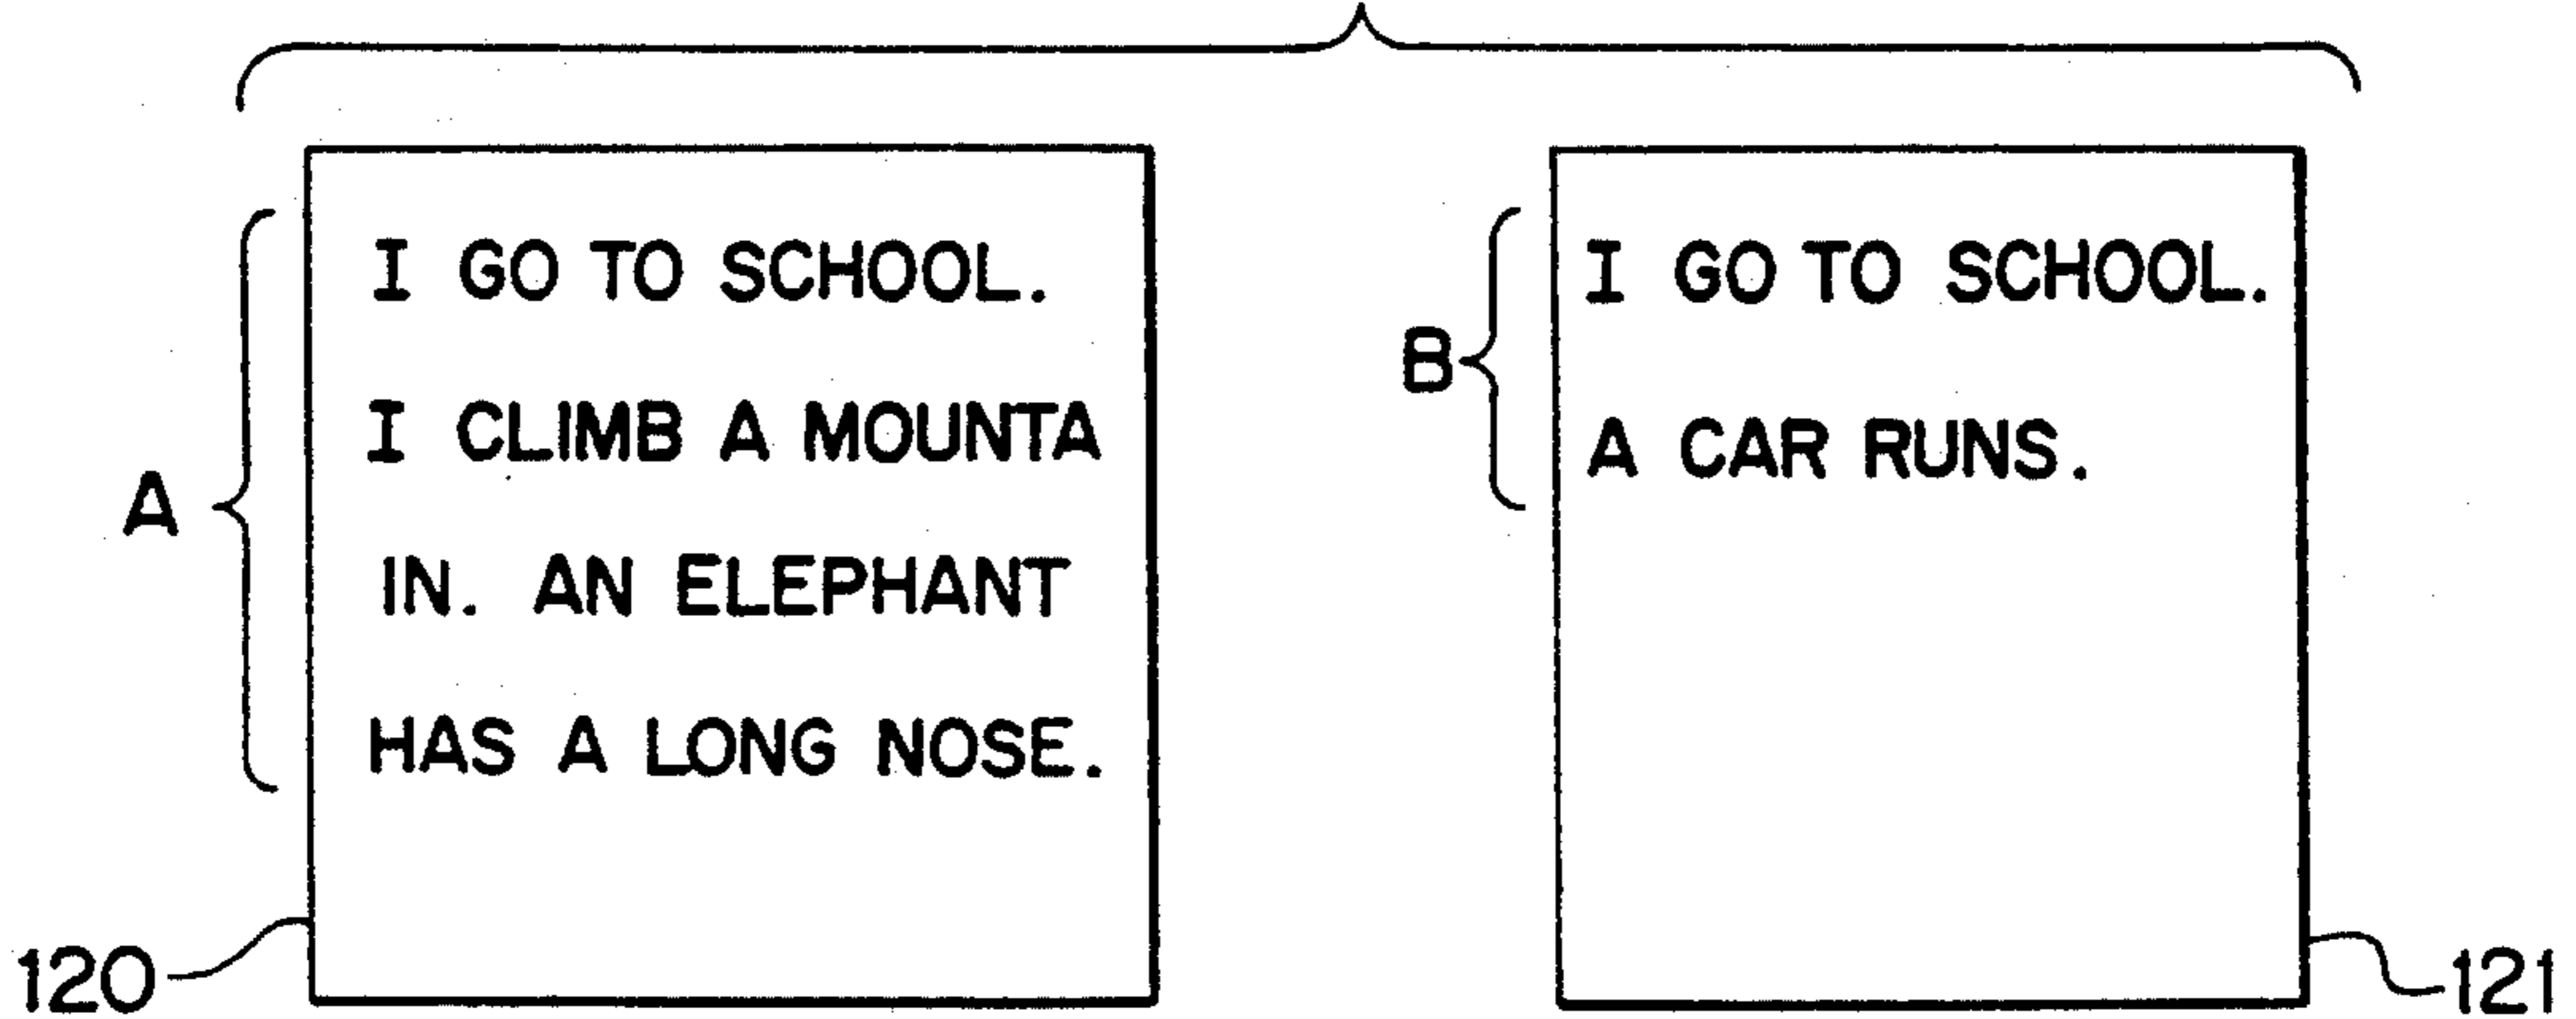 I GO TO SCHOOL.
I CLIMB A MOUNTA
IN. AN ELEPHANT
HAS A LONG NOSE.
A
120
I GO TO SCHOOL.
A CAR RUNS.
B
121